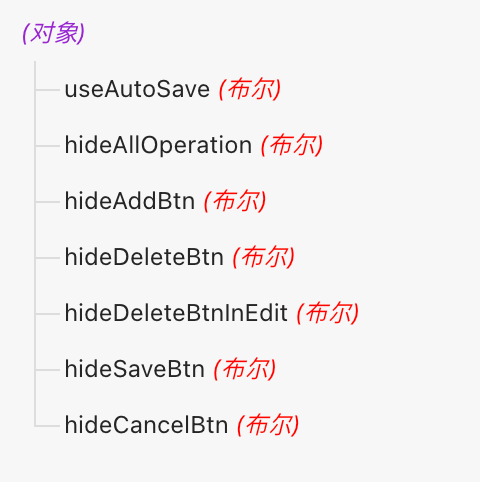 (对象)
useAutoSave (布尔)
hideAllOperation (布尔)
hideAddBtn (布尔)
hideDeleteBtn (布尔)
hideDeleteBtnInEdit (布尔)
hideSaveBtn (布尔)
hideCancelBtn (布尔)